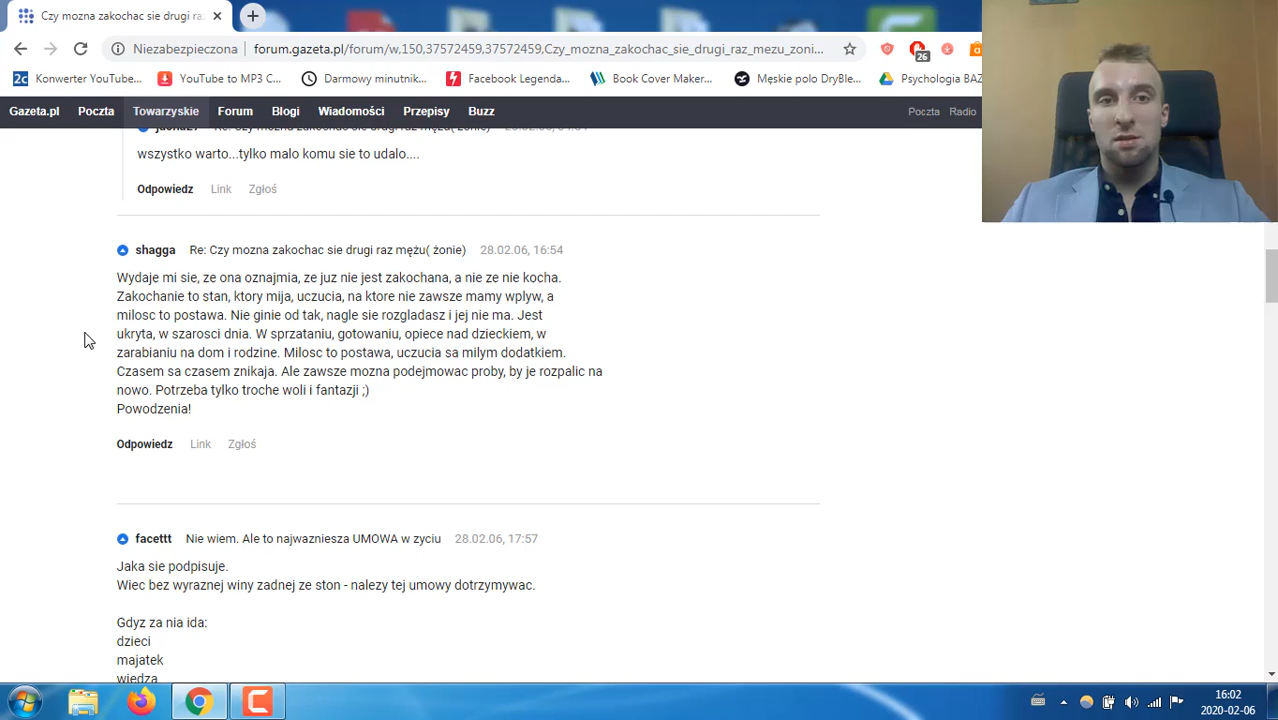 Czy mozna zakochac sie drugi ra
Niezabezpieczona
forum.gazeta.pl/forum/w,150,37572459,37572459,Czy_mozna_zakochac_sie_drugi_raz_mezu_zoni...
26
2c Konwerter YouTube...
YouTube to MP3 C...
Darmowy minutnik...
Facebook Legenda...
Book Cover Maker...
Męskie polo DryBle...
Psychologia BAZ
Gazeta.pl Poczta Towarzyskie Forum Blogi Wiadomości Przepisy Buzz
Poczta Radio
wszystko warto...tylko malo komu sie to udalo....
Odpowiedz Link Zgłoś
shagga Re: Czy mozna zakochac sie drugi raz mężu( żonie) 28.02.06, 16:54
Wydaje mi sie, ze ona oznajmia, ze juz nie jest zakochana, a nie ze nie kocha.
Zakochanie to stan, ktory mija, uczucia, na ktore nie zawsze mamy wplyw, a
milosc to postawa. Nie ginie od tak, nagle sie rozgladasz i jej nie ma. Jest
ukryta, w szarosci dnia. W sprzataniu, gotowaniu, opiece nad dzieckiem, w
zarabianiu na dom i rodzine. Milosc to postawa, uczucia sa milym dodatkiem.
Czasem sa czasem znikaja. Ale zawsze mozna podejmowac proby, by je rozpalic na
nowo. Potrzeba tylko troche woli i fantazji ;)
Powodzenia!
Odpowiedz Link Zgłoś
facettt Nie wiem. Ale to najwazniesza UMOWA w zyciu 28.02.06, 17:57
Jaka sie podpisuje.
Wiec bez wyraznej winy zadnej ze ston - nalezy tej umowy dotrzymywac.
Gdyz za nia ida:
dzieci
majatek
wiedza
16:02
2020-02-06